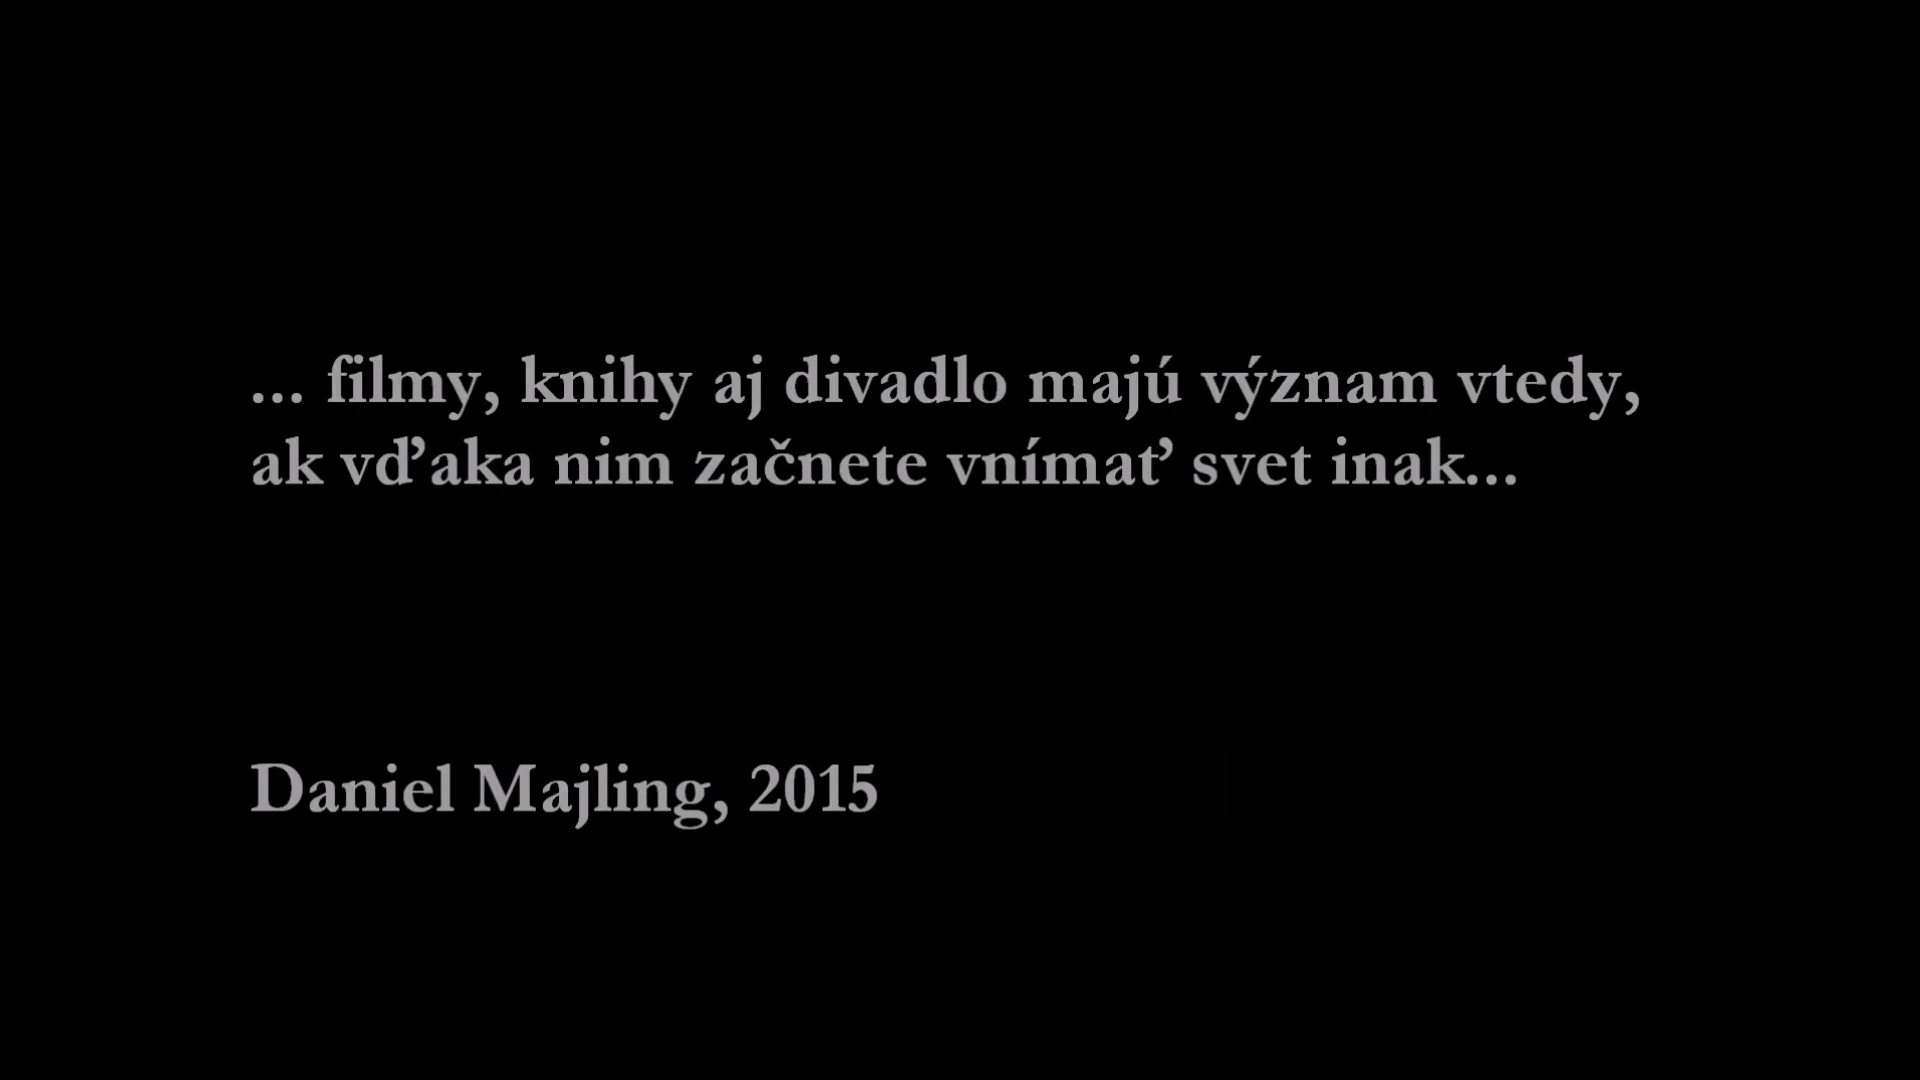 ... filmy, knihy aj divadlo majú význam vtedy,
ak vďaka nim začnete vnímať svet inak...
Daniel Majling, 2015